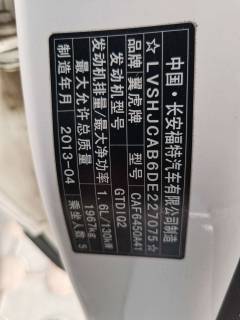 中国·长安福特汽车有限公司制造
☆LVSHJCAB6DE227075☆
品牌 翼虎牌 型号 CAF6450A41
发动机型号 GTDIQ2
发动机排量/最大净功率 1.6L/130kW
最大允许总质量 1967kg
制造年月 2013-04 乘坐人数 5